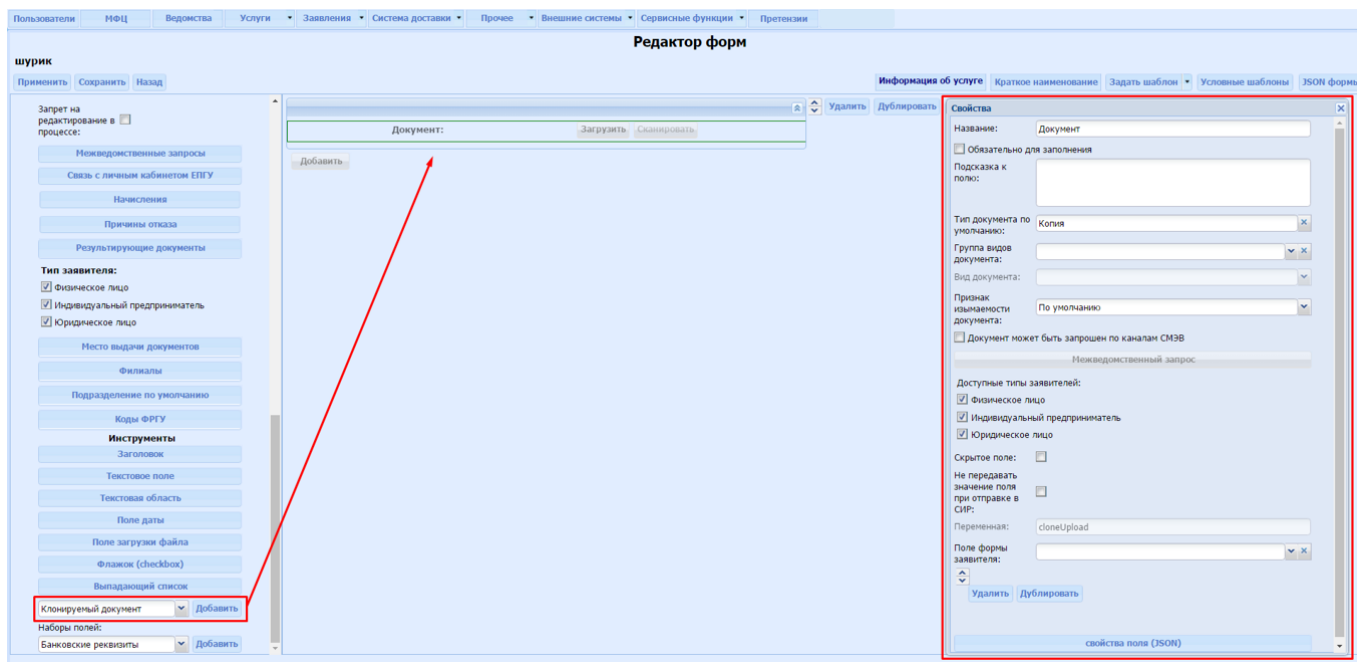 Пользователи МФЦ Ведомства Услуги Заявления Система доставки Прочее Внешние системы Сервисные функции Претензии
Редактор форм
шурик
Применить Сохранить Назад
Информация об услуге Краткое наименование Задать шаблон Условные шаблоны JSON формы
Запрет на
редактирование в
процессе:
Межведомственные запросы
Связь с личным кабинетом ЕПГУ
Начисления
Причины отказа
Результирующие документы
Тип заявителя:
Физическое лицо
Индивидуальный предприниматель
Юридическое лицо
Место выдачи документов
Филиалы
Подразделение по умолчанию
Коды ФРГУ
Инструменты
Заголовок
Текстовое поле
Текстовая область
Поле даты
Поле загрузки файла
Флажок (checkbox)
Выпадающий список
Клонируемый документ Добавить
Наборы полей:
Банковские реквизиты Добавить
Удалить Дублировать
Документ: Загрузить Сканировать
Добавить
Свойства
Название: Документ
Обязательно для заполнения
Подсказка к
полю:
Тип документа по
умолчанию: Копия
Группа видов
документа:
Вид документа:
Признак
изымаемости
документа: По умолчанию
Документ может быть запрошен по каналам СМЭВ
Межведомственный запрос
Доступные типы заявителей:
Физическое лицо
Индивидуальный предприниматель
Юридическое лицо
Скрытое поле:
Не передавать
значение поля
при отправке в
СИР:
Переменная: cloneUpload
Поле формы
заявителя:
Удалить Дублировать
свойства поля (JSON)